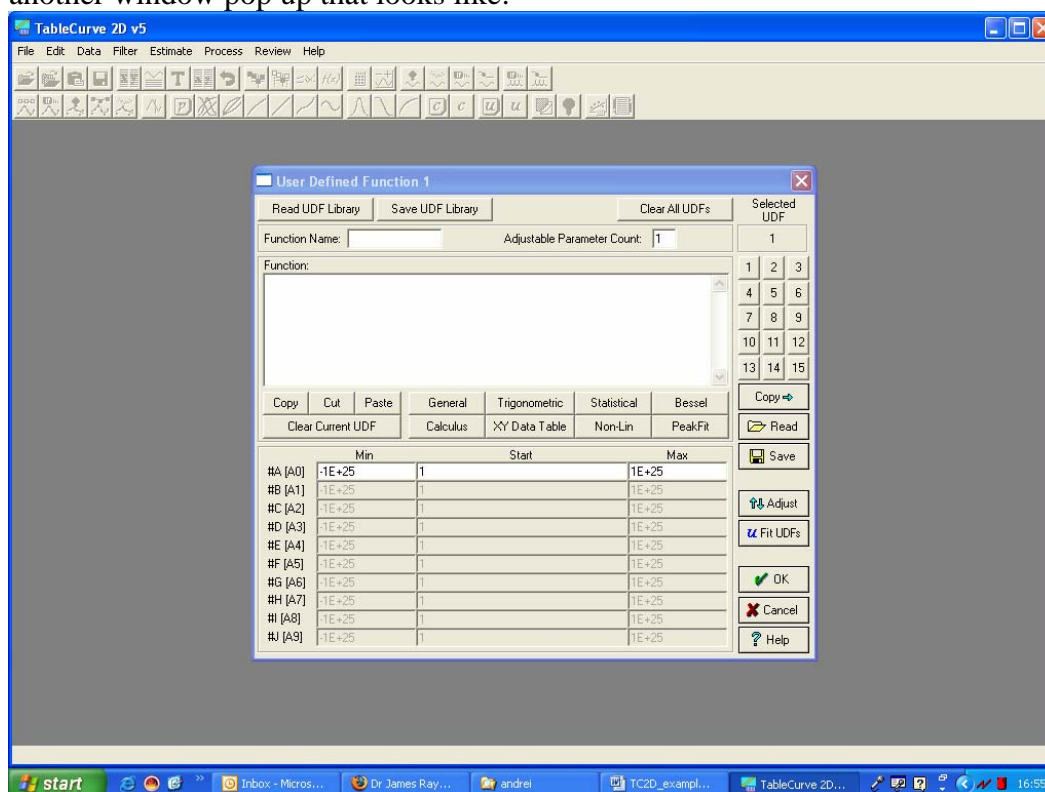 another window pop up that looks like:
TableCurve 2D v5
File Edit Data Filter Estimate Process Review Help
User Defined Function 1
Read UDF Library Save UDF Library Clear All UDFs Selected UDF
Function Name: Adjustable Parameter Count: 1 1
Function:
1 2 3
4 5 6
7 8 9
10 11 12
13 14 15
Copy Cut Paste General Trigonometric Statistical Bessel Copy
Clear Current UDF Calculus XY Data Table Non-Lin PeakFit Read
Min Start Max Save
#A [A0] -1E+25 1 1E+25
#B [A1] -1E+25 1 1E+25
#C [A2] -1E+25 1 1E+25
#D [A3] -1E+25 1 1E+25
#E [A4] -1E+25 1 1E+25
#F [A5] -1E+25 1 1E+25
#G [A6] -1E+25 1 1E+25
#H [A7] -1E+25 1 1E+25
#I [A8] -1E+25 1 1E+25
#J [A9] -1E+25 1 1E+25
Adjust
u Fit UDFs
OK
Cancel
? Help
start Inbox - Micros... Dr James Ray... andrei TC2D_exampl... TableCurve 2D... 16:55